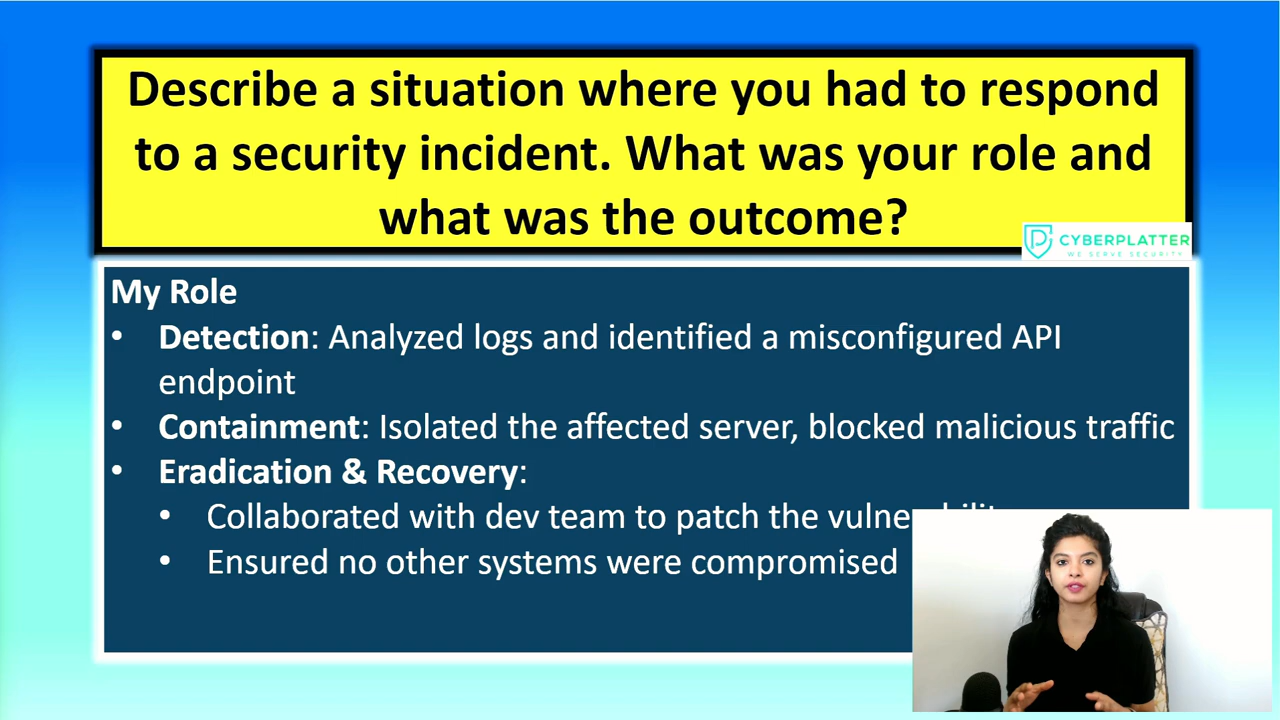 Describe a situation where you had to respond
to a security incident. What was your role and
what was the outcome?
CYBERPLATTER
WE SERVE SECURITY
My Role
• Detection: Analyzed logs and identified a misconfigured API
endpoint
• Containment: Isolated the affected server, blocked malicious traffic
• Eradication & Recovery:
• Collaborated with dev team to patch the
• Ensured no other systems were compromised